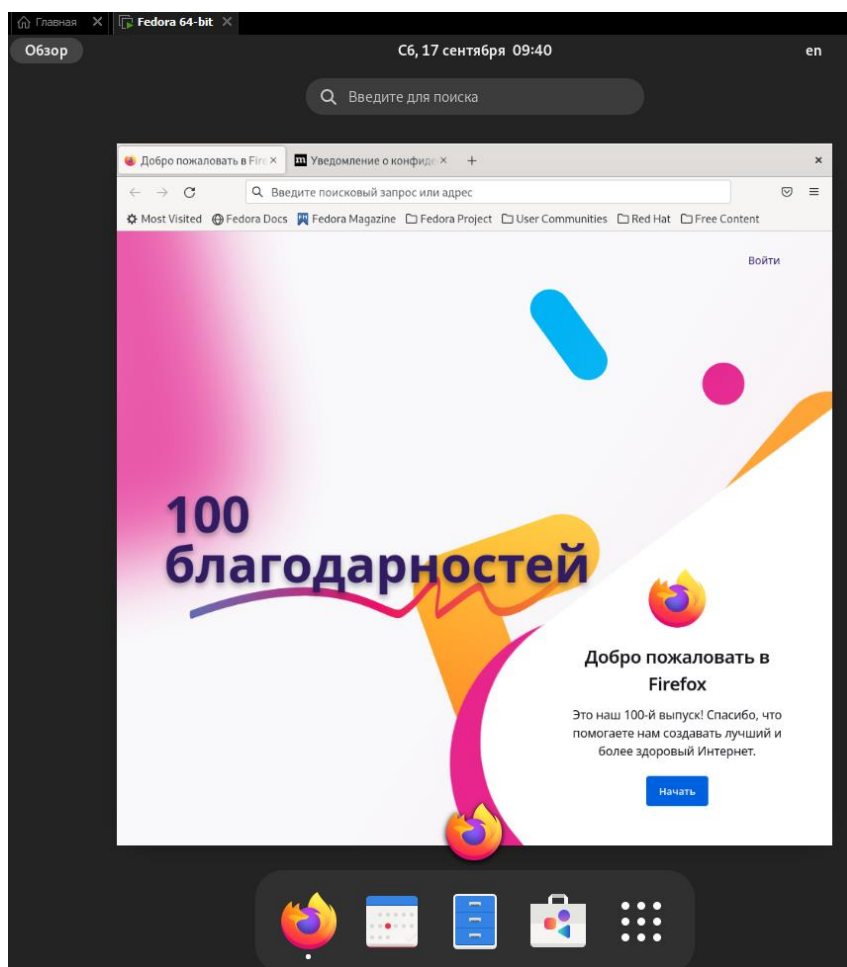 Главная
Fedora 64-bit
Обзор
Сб, 17 сентября 09:40
en
Введите для поиска
Добро пожаловать в Fire
Уведомление о конфиде
Введите поисковый запрос или адрес
Most Visited Fedora Docs Fedora Magazine Fedora Project User Communities Red Hat Free Content
Войти
100
благодарностей
Добро пожаловать в
Firefox
Это наш 100-й выпуск! Спасибо, что
помогаете нам создавать лучший и
более здоровый Интернет.
Начать